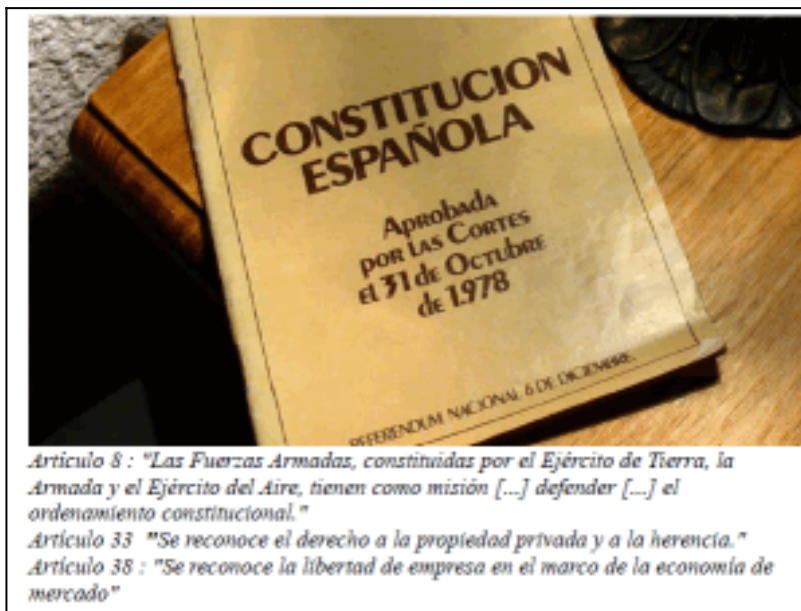 CONSTITUCION
ESPAÑOLA
APROBADA
POR LAS CORTES
EL 31 DE OCTUBRE
DE 1.978
REFERENDUM NACIONAL 6 DE DICIEMBRE.
Artículo 8 : "Las Fuerzas Armadas, constituidas por el Ejército de Tierra, la
Armada y el Ejército del Aire, tienen como misión [...] defender [...] el
ordenamiento constitucional."
Artículo 33 "Se reconoce el derecho a la propiedad privada y a la herencia."
Artículo 38 : "Se reconoce la libertad de empresa en el marco de la economía de
mercado"